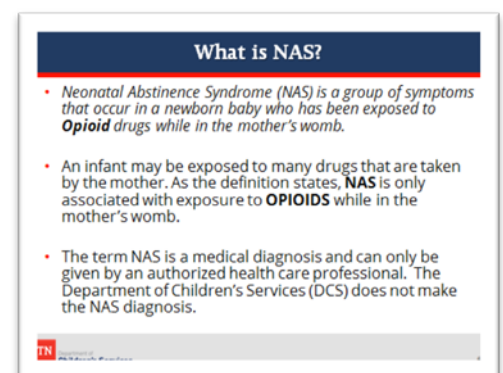 What is NAS?
• Neonatal Abstinence Syndrome (NAS) is a group of symptoms
that occur in a newborn baby who has been exposed to
Opioid drugs while in the mother's womb.
• An infant may be exposed to many drugs that are taken
by the mother. As the definition states, NAS is only
associated with exposure to OPIOIDS while in the
mother's womb.
• The term NAS is a medical diagnosis and can only be
given by an authorized health care professional. The
Department of Children's Services (DCS) does not make
the NAS diagnosis.
TN